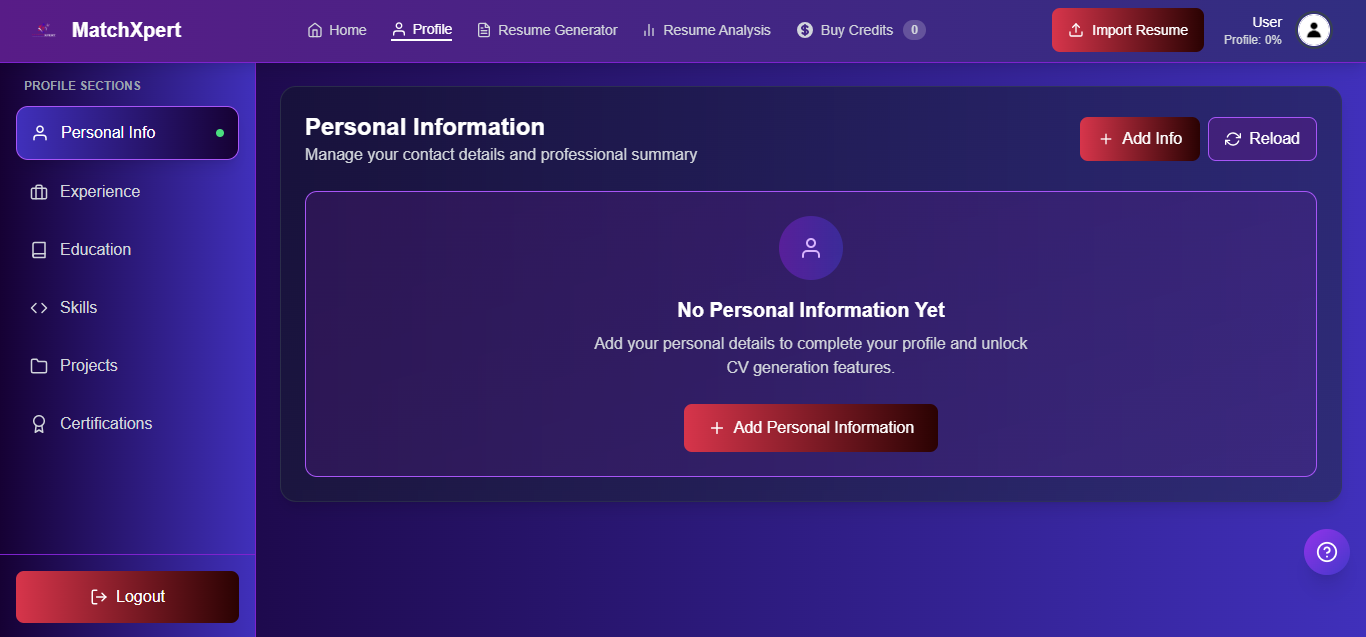 MatchXpert
Home
Profile
Resume Generator
Resume Analysis
Buy Credits 0
Import Resume
User
Profile: 0%
PROFILE SECTIONS
Personal Info
Experience
Education
Skills
Projects
Certifications
Logout
Personal Information
Manage your contact details and professional summary
Add Info
Reload
No Personal Information Yet
Add your personal details to complete your profile and unlock
CV generation features.
Add Personal Information